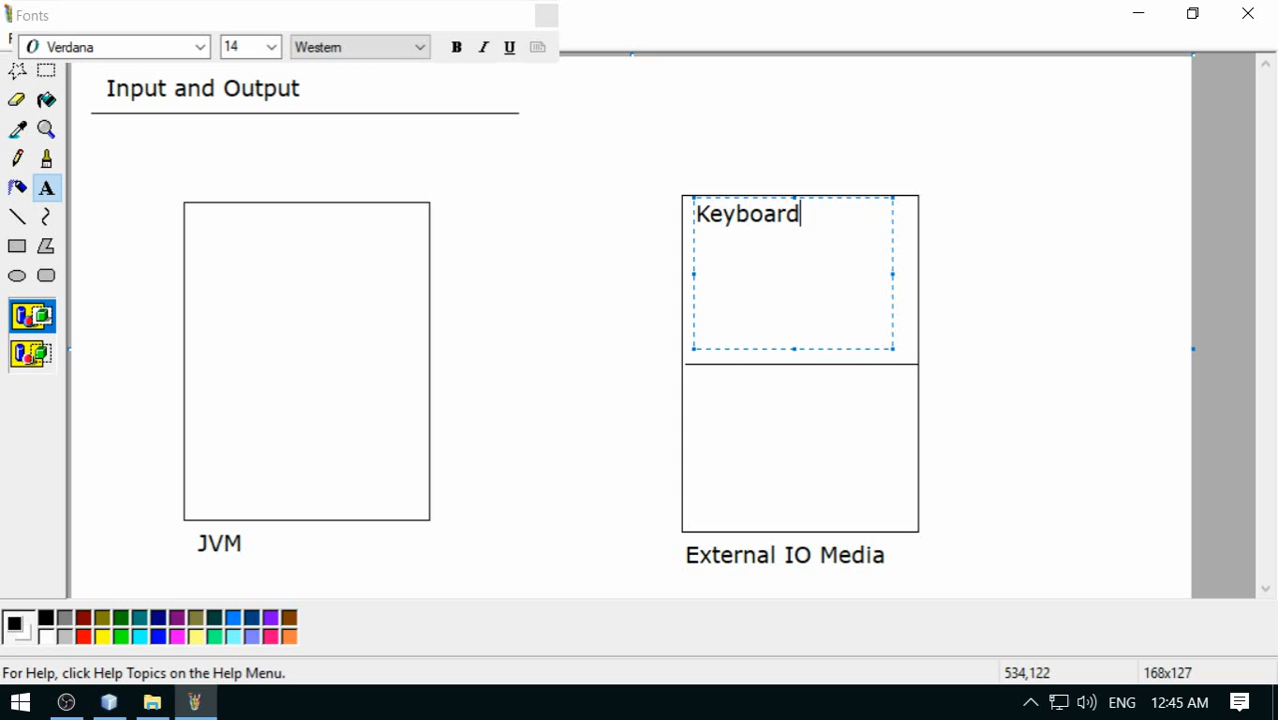 Fonts
Verdana
14
Western
B I U
A
Input and Output
Keyboard
JVM
External IO Media
For Help, click Help Topics on the Help Menu.
534,122
168x127
ENG
12:45 AM